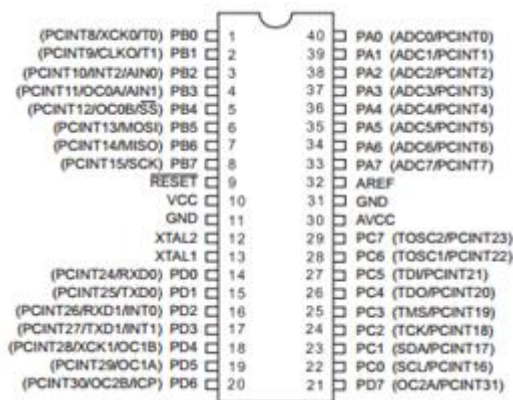 (PCINT8/XCK0/T0) PB0 1 40 PA0 (ADC0/PCINT0)
(PCINT9/CLKO/T1) PB1 2 39 PA1 (ADC1/PCINT1)
(PCINT10/INT2/AIN0) PB2 3 38 PA2 (ADC2/PCINT2)
(PCINT11/OC0A/AIN1) PB3 4 37 PA3 (ADC3/PCINT3)
(PCINT12/OC0B/SS) PB4 5 36 PA4 (ADC4/PCINT4)
(PCINT13/MOSI) PB5 6 35 PA5 (ADC5/PCINT5)
(PCINT14/MISO) PB6 7 34 PA6 (ADC6/PCINT6)
(PCINT15/SCK) PB7 8 33 PA7 (ADC7/PCINT7)
RESET 9 32 AREF
VCC 10 31 GND
GND 11 30 AVCC
XTAL2 12 29 PC7 (TOSC2/PCINT23)
XTAL1 13 28 PC6 (TOSC1/PCINT22)
(PCINT24/RXD0) PD0 14 27 PC5 (TDI/PCINT21)
(PCINT25/TXD0) PD1 15 26 PC4 (TDO/PCINT20)
(PCINT26/RXD1/INT0) PD2 16 25 PC3 (TMS/PCINT19)
(PCINT27/TXD1/INT1) PD3 17 24 PC2 (TCK/PCINT18)
(PCINT28/XCK1/OC1B) PD4 18 23 PC1 (SDA/PCINT17)
(PCINT29/OC1A) PD5 19 22 PC0 (SCL/PCINT16)
(PCINT30/OC2B/ICP) PD6 20 21 PD7 (OC2A/PCINT31)